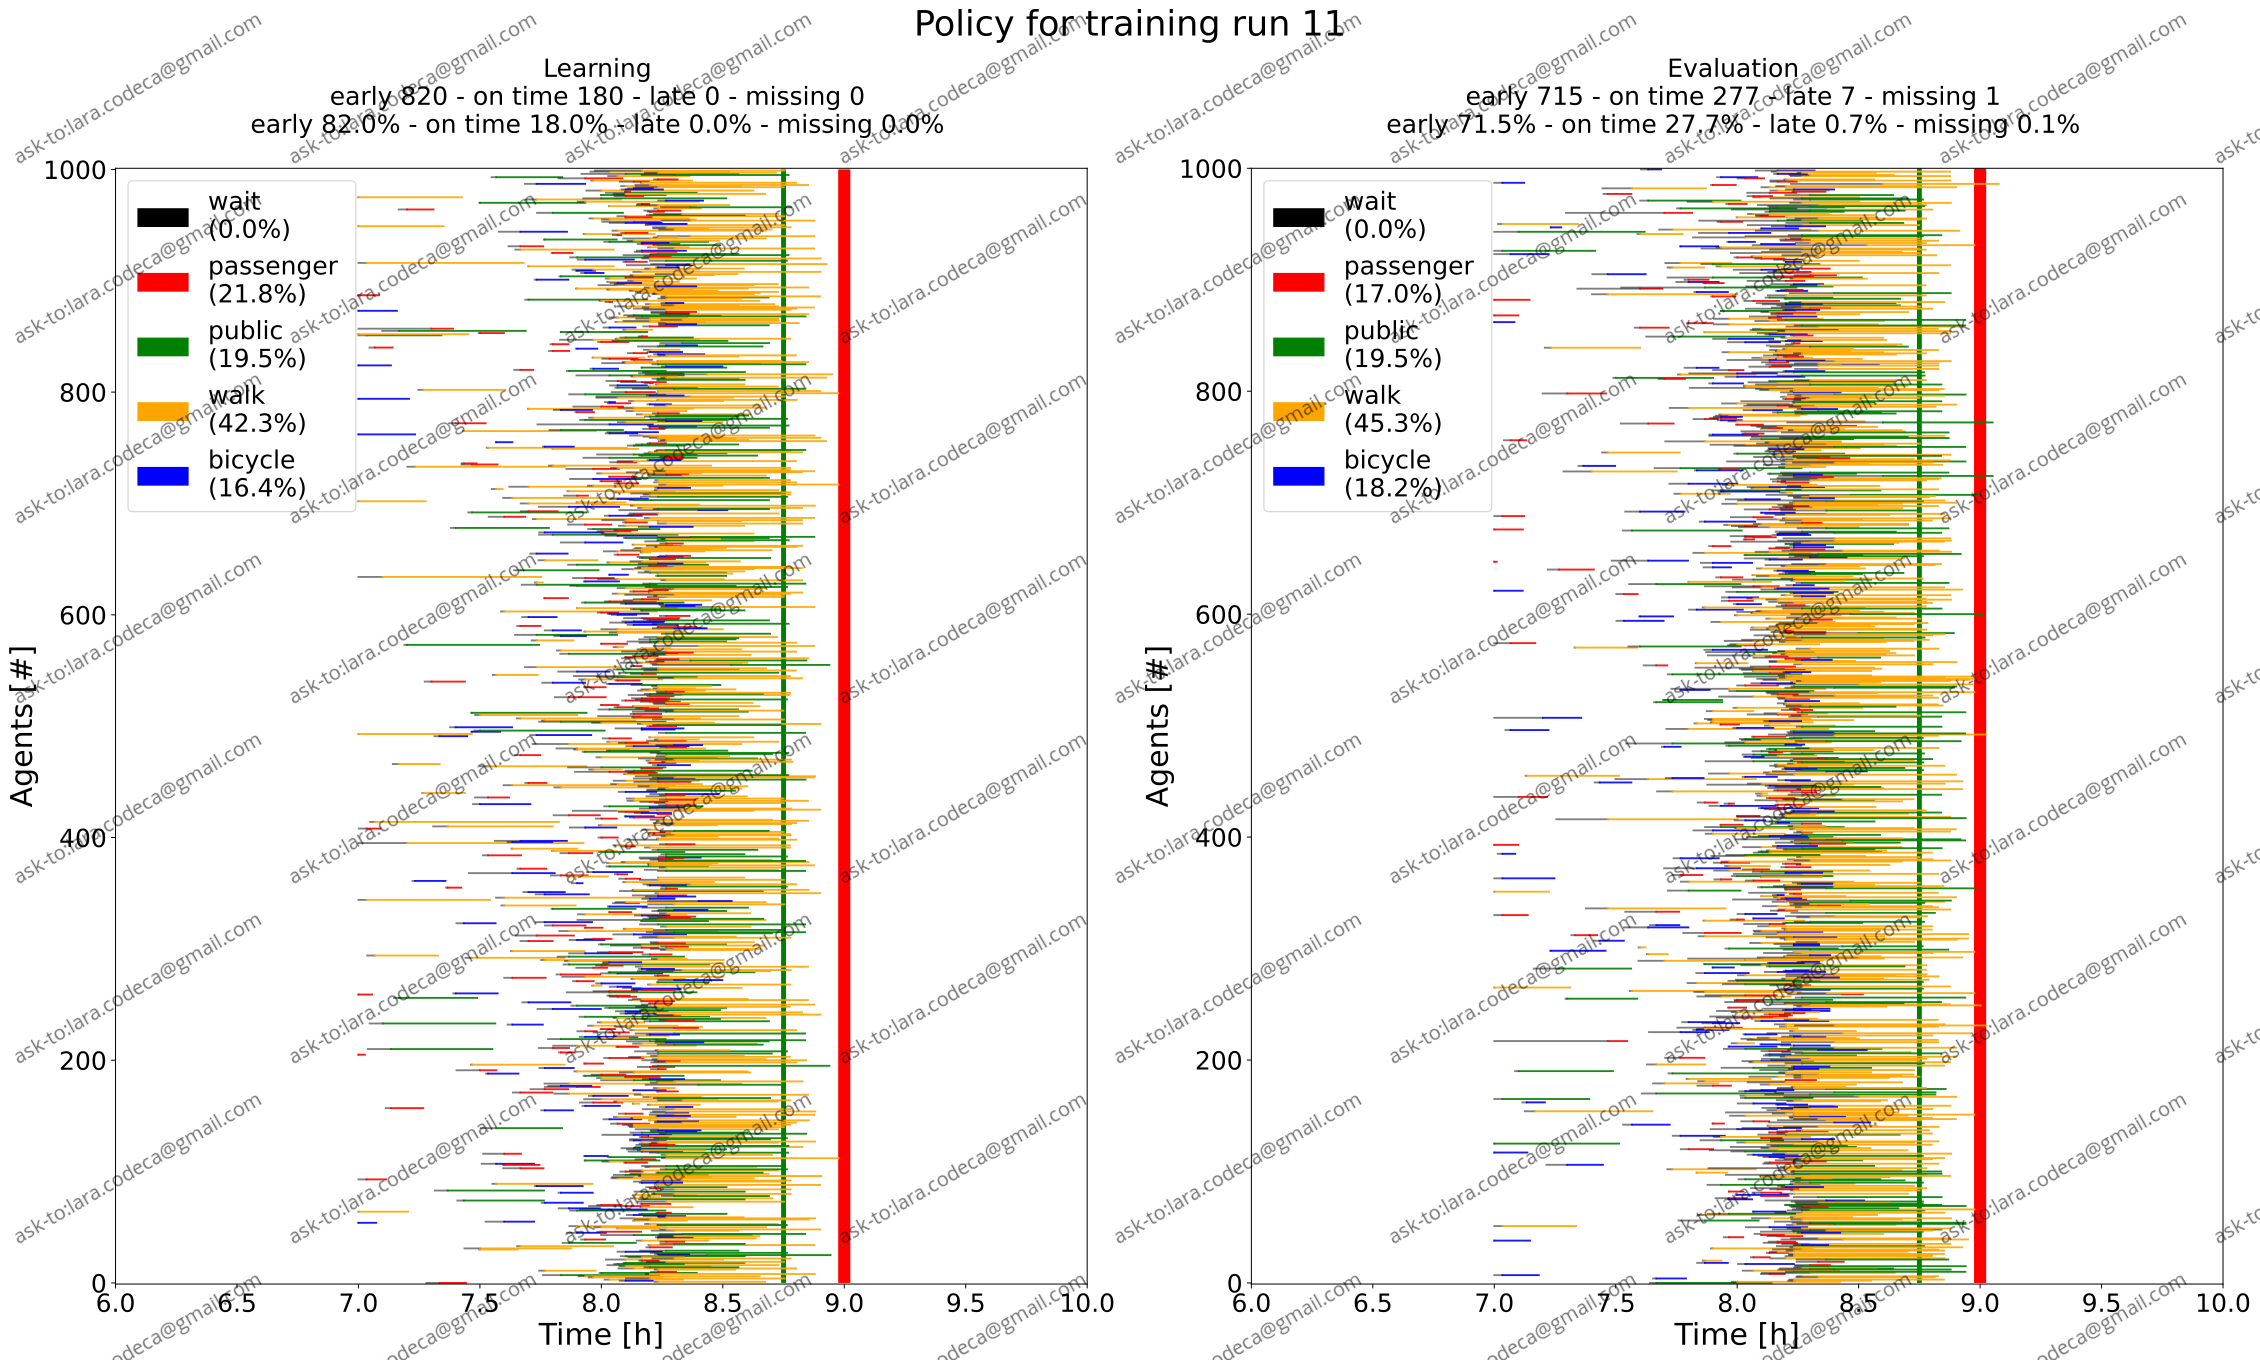 Policy for training run 11
Learning
early 820 - on time 180 - late 0 - missing 0
early 82.0% - on time 18.0% - late 0.0% - missing 0.0%
1000
800
600
400
200
0
Agents [#]
wait
(0.0%)
passenger
(21.8%)
public
(19.5%)
walk
(42.3%)
bicycle
(16.4%)
6.0 6.5 7.0 7.5 8.0 8.5 9.0 9.5 10.0
Time [h]
Evaluation
early 715 - on time 277 - late 7 - missing 1
early 71.5% - on time 27.7% - late 0.7% - missing 0.1%
1000
800
600
400
200
0
Agents [#]
wait
(0.0%)
passenger
(17.0%)
public
(19.5%)
walk
(45.3%)
bicycle
(18.2%)
6.0 6.5 7.0 7.5 8.0 8.5 9.0 9.5 10.0
Time [h]
ask-to:lara.codeca@gmail.com